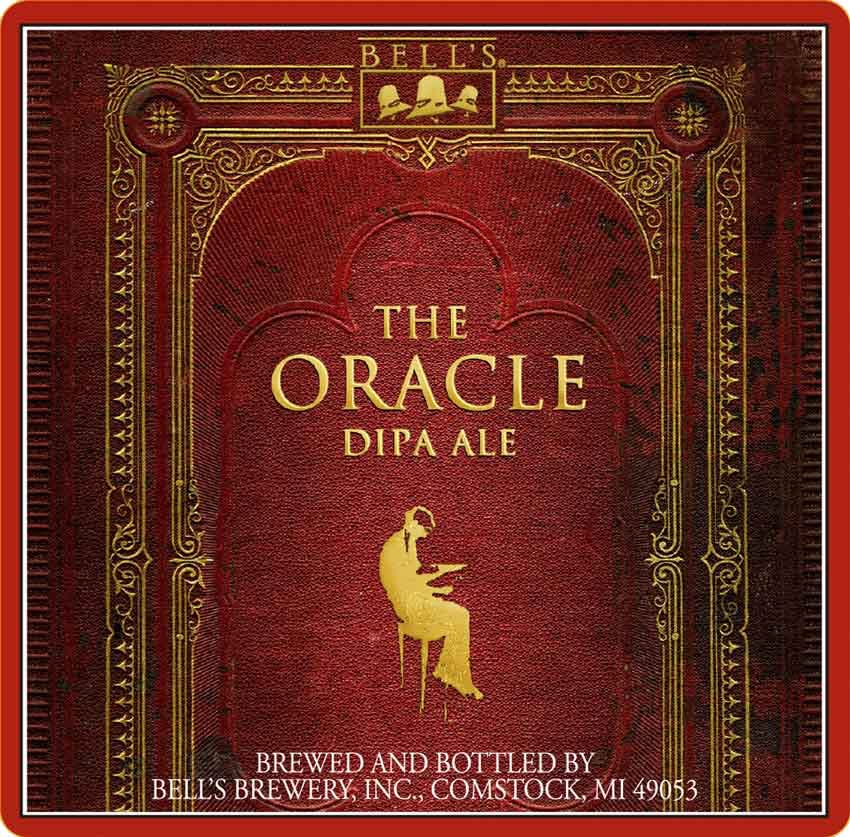 BELL'S®
THE
ORACLE
DIPA ALE
BREWED AND BOTTLED BY
BELL'S BREWERY, INC., COMSTOCK, MI 49053